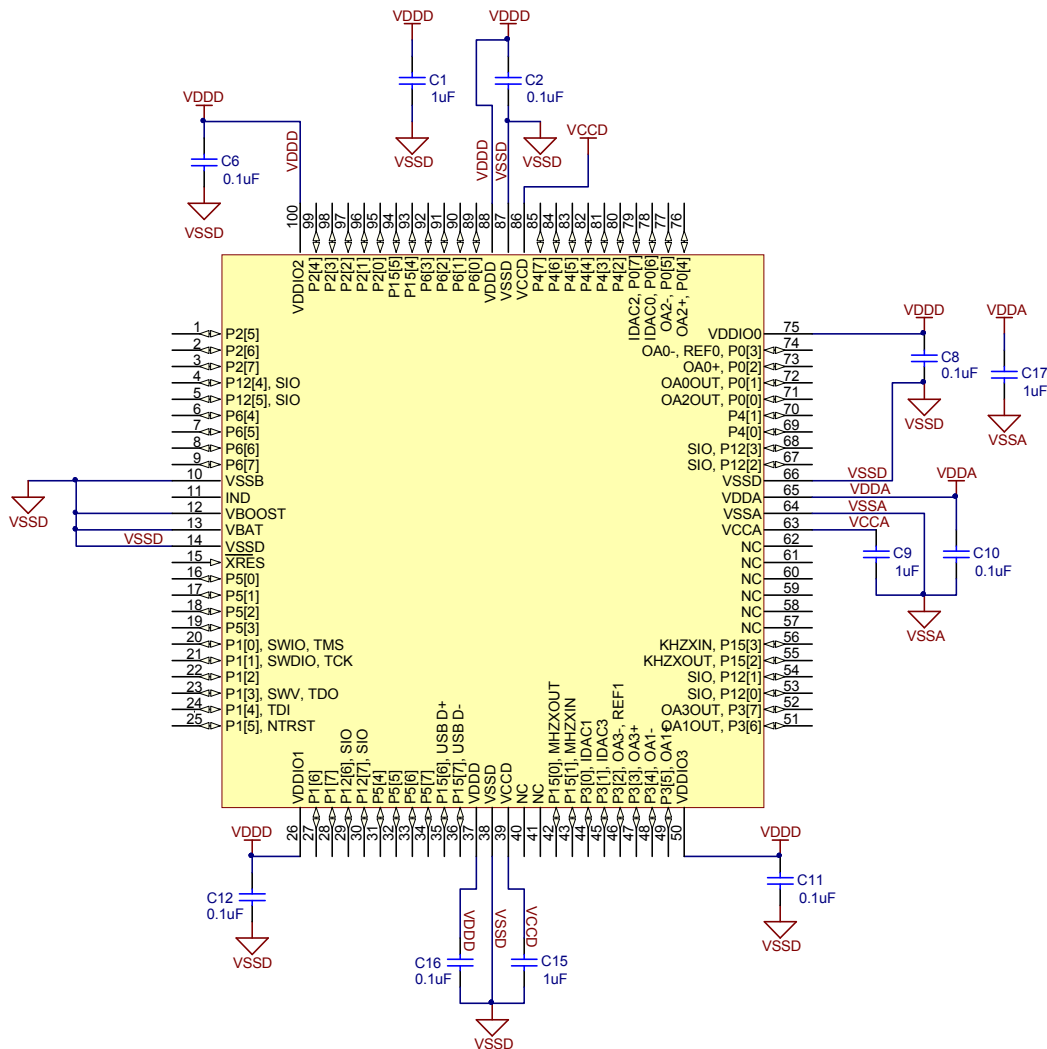 VDDD
VDDD
C1
1uF
VSSD
C2
0.1uF
VSSD
VCCD
VDDD
C6
0.1uF
VSSD
VDDD
VDDD
VSSD
100
99
98
97
96
95
94
93
92
91
90
89
88
87
86
85
84
83
82
81
80
79
78
77
76
VDDIO2
P2[4]
P2[3]
P2[2]
P2[1]
P2[0]
P15[5]
P15[4]
P6[3]
P6[2]
P6[1]
P6[0]
VDDD
VSSD
VCCD
P4[7]
P4[6]
P4[5]
P4[4]
P4[3]
P4[2]
IDAC2, P0[7]
IDAC0, P0[6]
OA2-, P0[5]
OA2+, P0[4]
1 P2[5]
2 P2[6]
3 P2[7]
4 P12[4], SIO
5 P12[5], SIO
6 P6[4]
7 P6[5]
8 P6[6]
9 P6[7]
10 VSSB
11 IND
12 VBOOST
13 VBAT
VSSD 14 VSSD
15 XRES
16 P5[0]
17 P5[1]
18 P5[2]
19 P5[3]
20 P1[0], SWIO, TMS
21 P1[1], SWDIO, TCK
22 P1[2]
23 P1[3], SWV, TDO
24 P1[4], TDI
25 P1[5], NTRST
VSSD
VDDIO0 75
OA0-, REF0, P0[3] 74
OA0+, P0[2] 73
OA0OUT, P0[1] 72
OA2OUT, P0[0] 71
P4[1] 70
P4[0] 69
SIO, P12[3] 68
SIO, P12[2] 67
VSSD 66 VSSD
VDDA 65 VDDA
VSSA 64 VSSA
VCCA 63 VCCA
NC 62
NC 61
NC 60
NC 59
NC 58
NC 57
KHZXIN, P15[3] 56
KHZXOUT, P15[2] 55
SIO, P12[1] 54
SIO, P12[0] 53
OA3OUT, P3[7] 52
OA1OUT, P3[6] 51
VDDD
C8
0.1uF
VSSD
VDDA
C17
1uF
VSSA
VDDA
C9
1uF
C10
0.1uF
VSSA
VDDIO1
P1[6]
P1[7]
P12[6], SIO
P12[7], SIO
P5[4]
P5[5]
P5[6]
P5[7]
P15[6], USB D+
P15[7], USB D-
VDDD
VSSD
VCCD
NC
NC
P15[0], MHZXOUT
P15[1], MHZXIN
P3[0], IDAC1
P3[1], IDAC3
P3[2], OA3-, REF1
P3[3], OA3+
P3[4], OA1-
P3[5], OA1+
VDDIO3
26
27
28
29
30
31
32
33
34
35
36
37
38
39
40
41
42
43
44
45
46
47
48
49
50
VDDD
C12
0.1uF
VSSD
VDDD
VSSD
VCCD
C16
0.1uF
C15
1uF
VSSD
VDDD
C11
0.1uF
VSSD